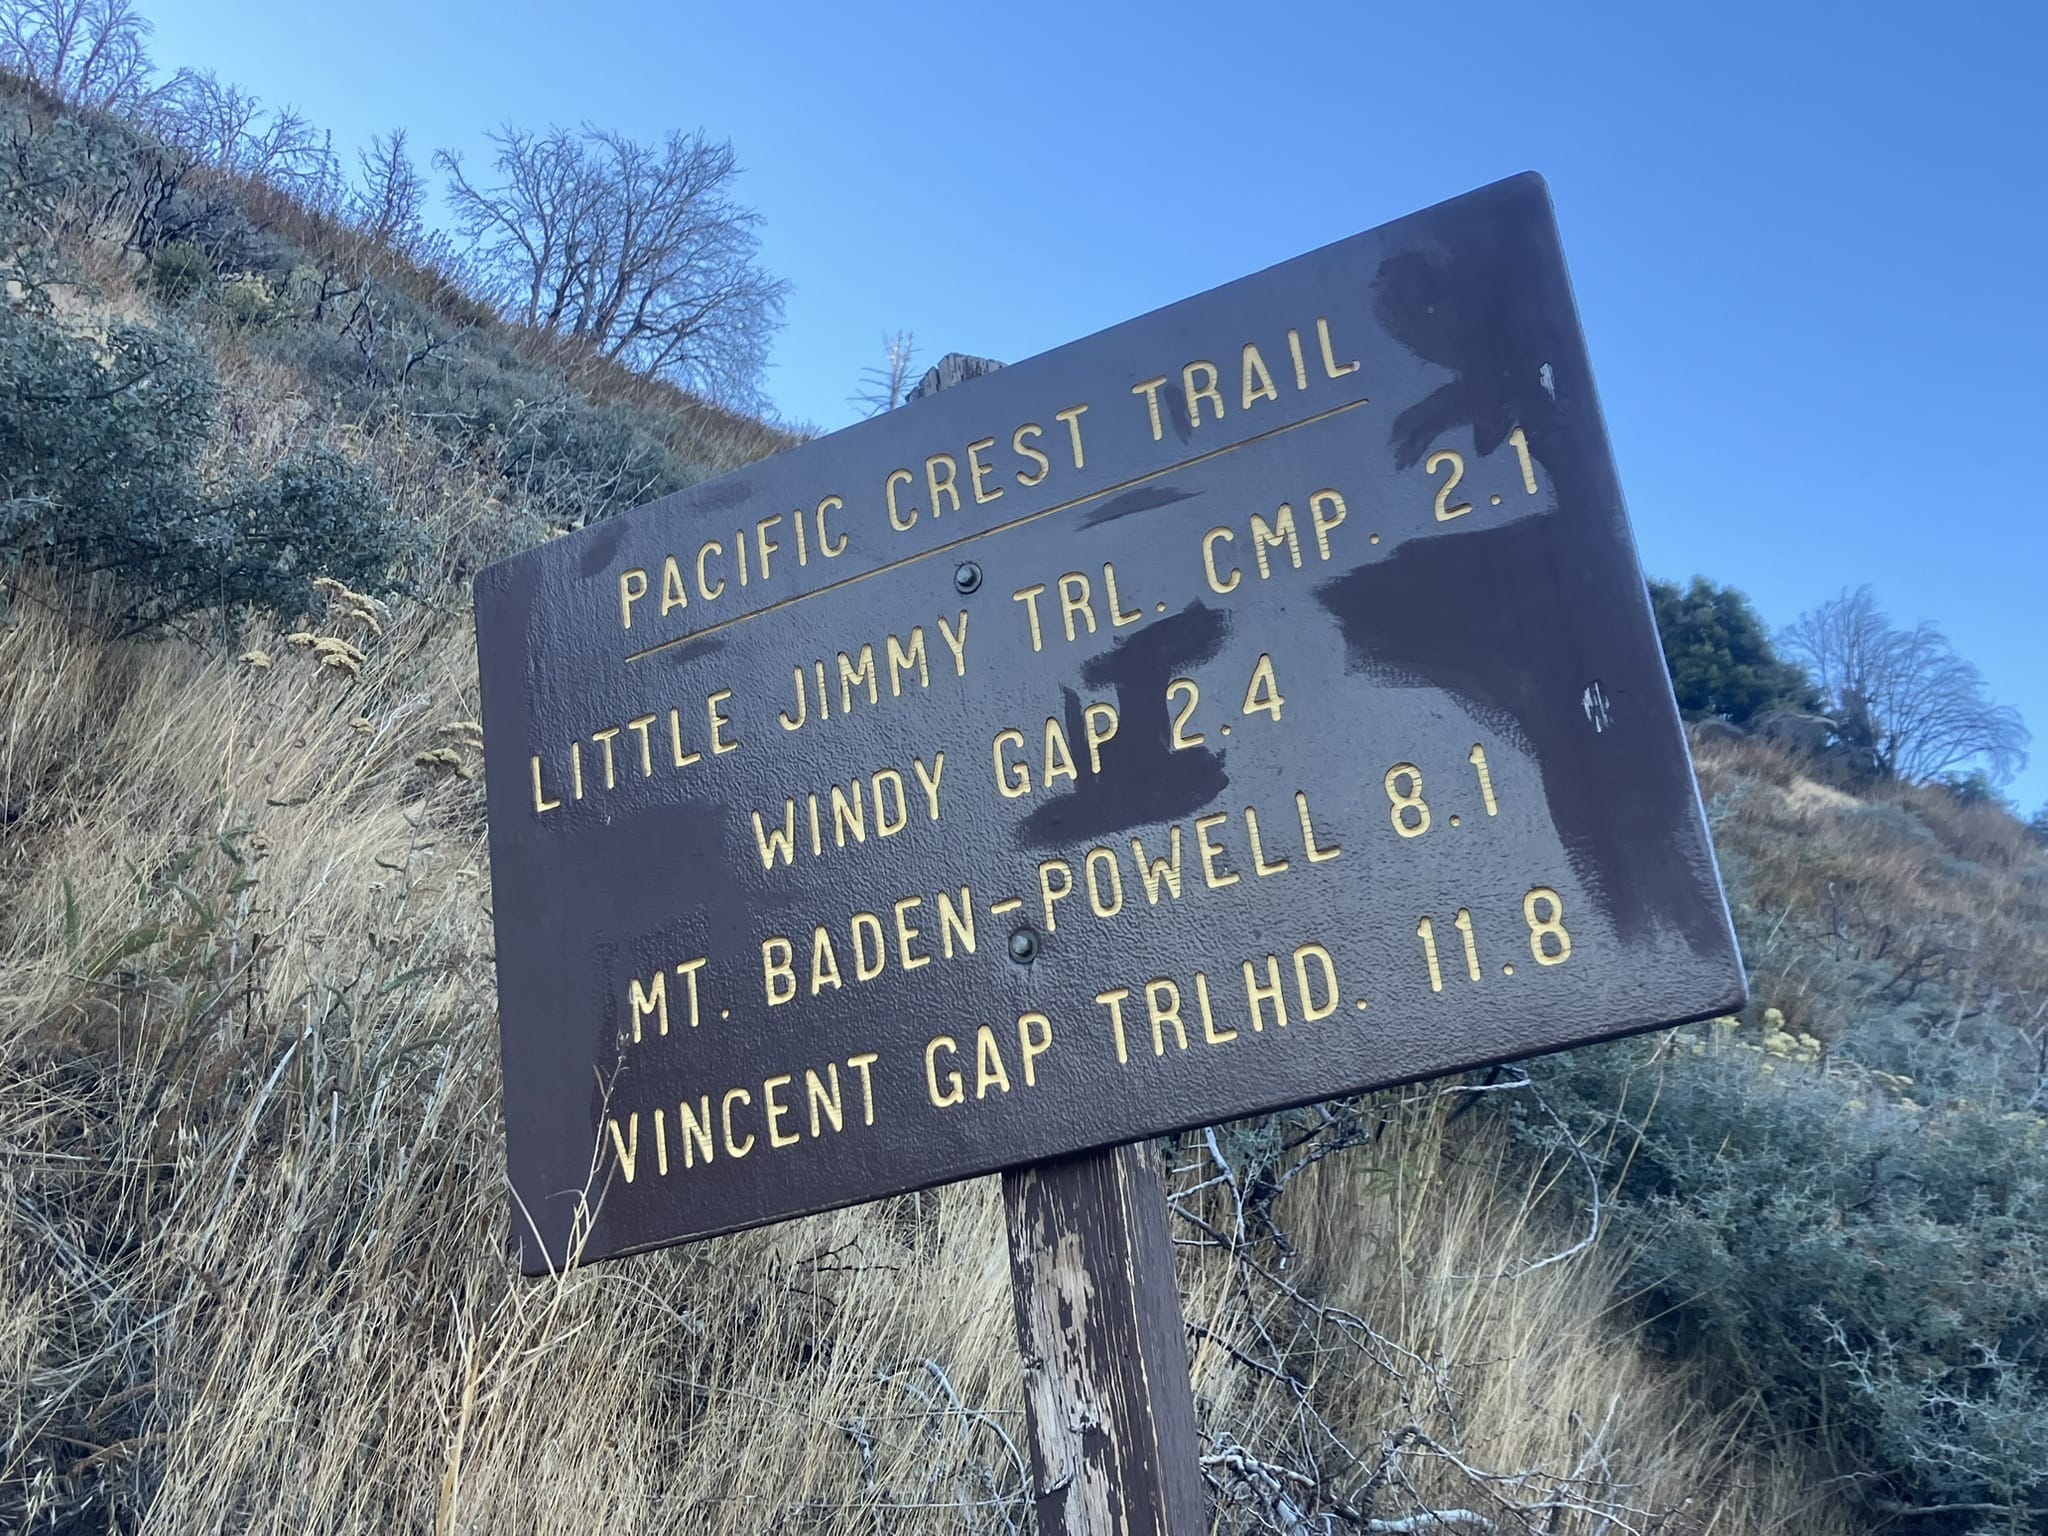 PACIFIC CREST TRAIL
LITTLE JIMMY TRL. CMP. 2.1
WINDY GAP 2.4
MT. BADEN-POWELL 8.1
VINCENT GAP TRLHD. 11.8